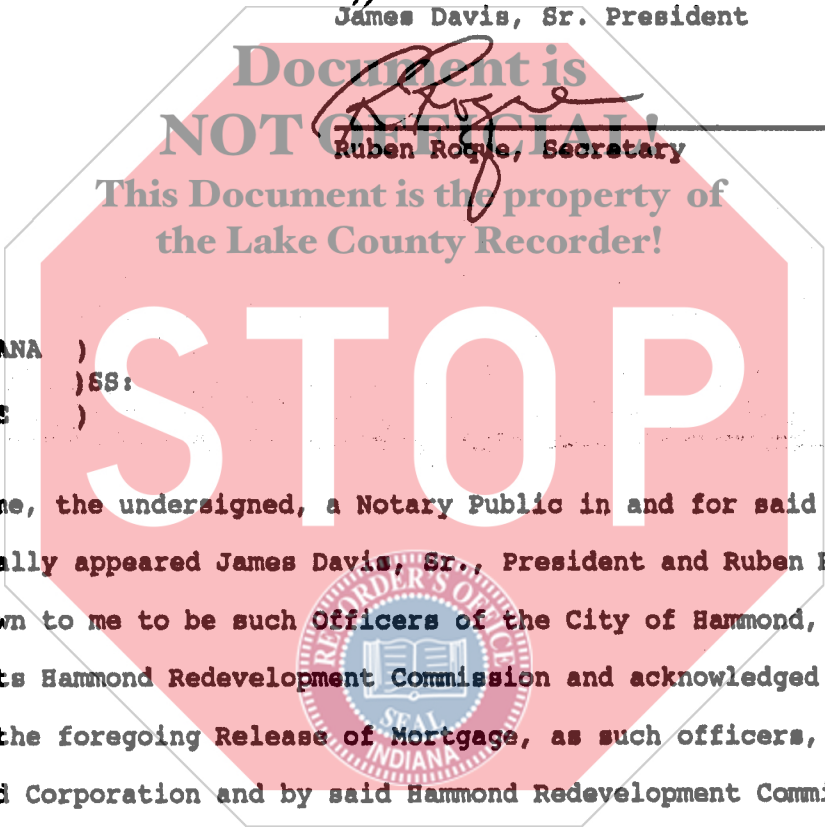 James Davis, Sr. President
Document is
NOT OFFICIAL!
Ruben Roque, Secretary
This Document is the property of
the Lake County Recorder!
ANA )
)SS:
S )
STOP
me, the undersigned, a Notary Public in and for said
ally appeared James Davis, Sr., President and Ruben R
wn to me to be such Officers of the City of Hammond,
ts Hammond Redevelopment Commission and acknowledged
the foregoing Release of Mortgage, as such officers,
d Corporation and by said Hammond Redevelopment Commi
RECORDER'S OFFICE
SEAL
INDIANA